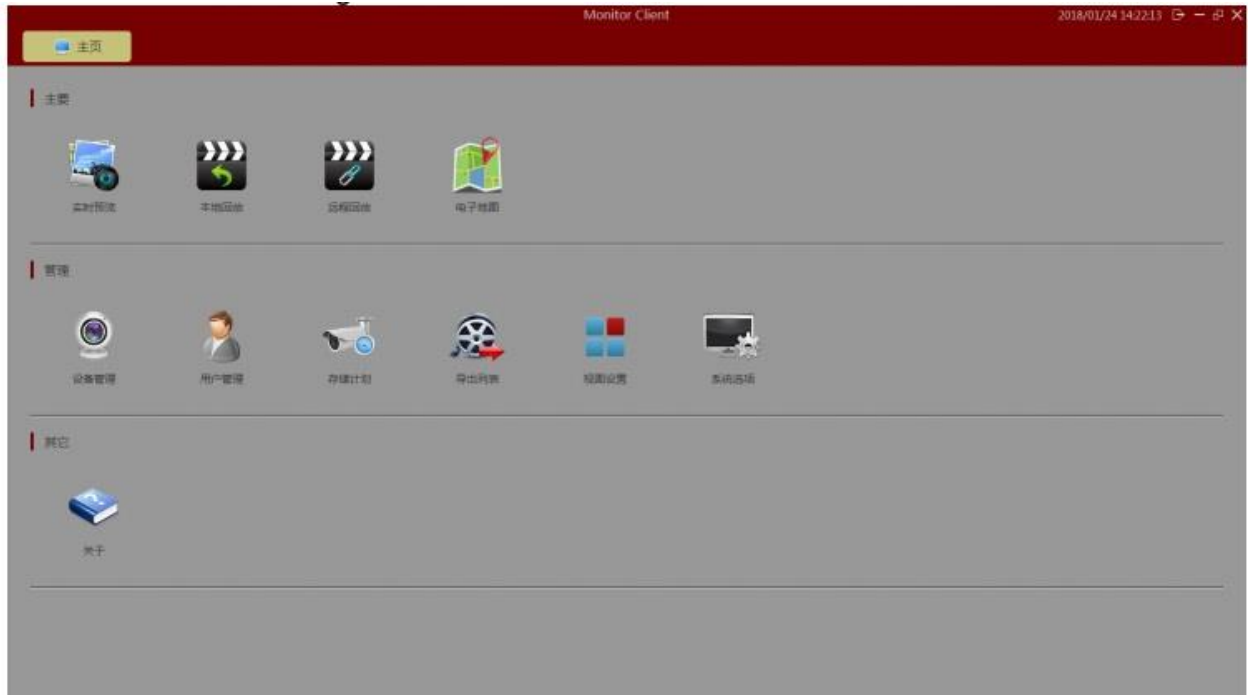 Monitor Client
2018/01/24 14:22:13
主页
主要
实时预览 本地回放 远程回放 电子地图
管理
设备管理 用户管理 存储计划 导出列表 视图设置 系统选项
其它
关于